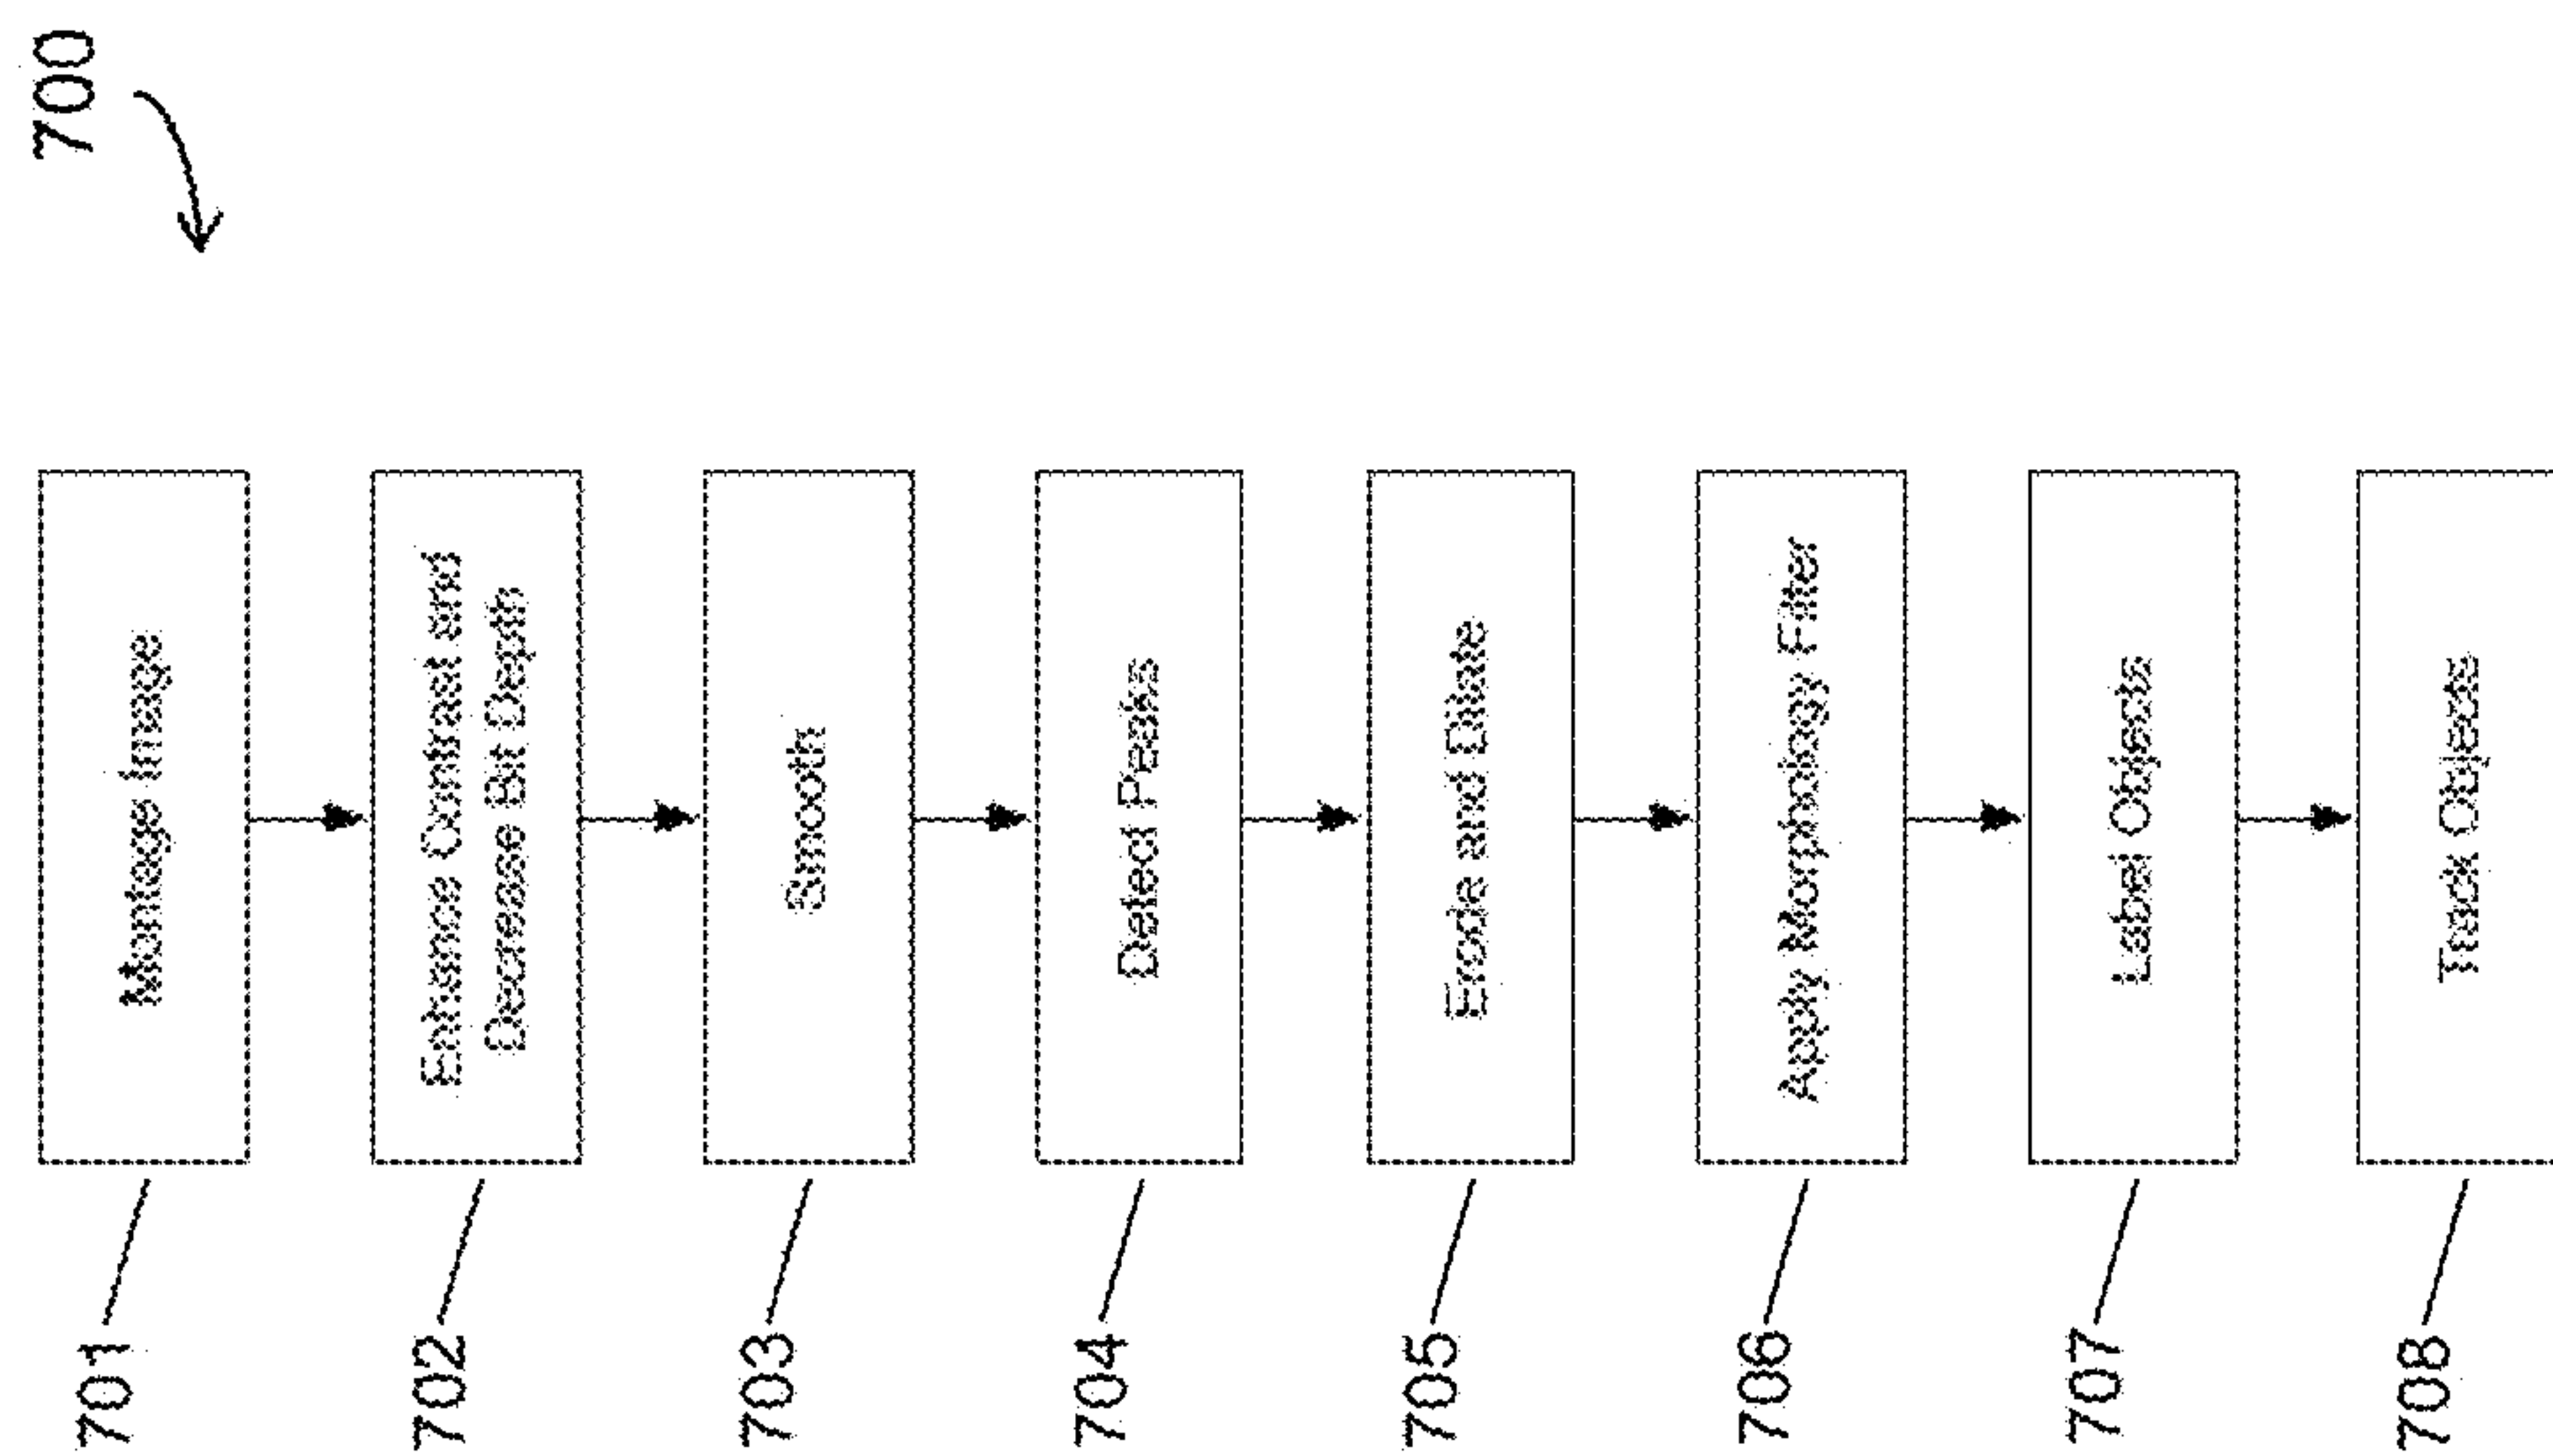 700
701
Montage Image
702
Enhance Contrast and
Decrease Bit Depth
703
Smooth
704
Detect Peaks
705
Erode and Dilate
706
Apply Morphology Filter
707
Label Objects
708
Track Objects